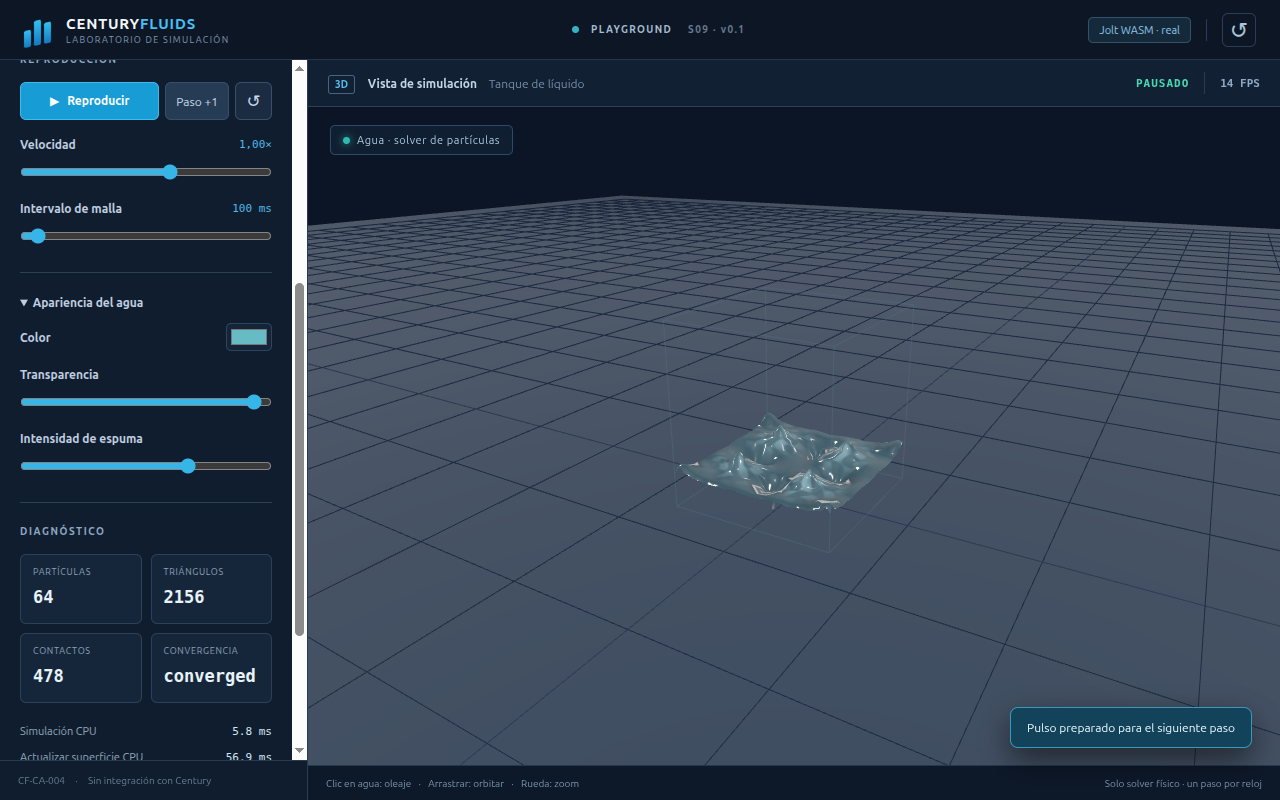 CENTURYFLUIDS
LABORATORIO DE SIMULACIÓN
PLAYGROUND S09 · v0.1
Jolt WASM · real
↺
REPRODUCCIÓN
▶ Reproducir
Paso +1
↺
Velocidad 1,00×
Intervalo de malla 100 ms
▼ Apariencia del agua
Color
Transparencia
Intensidad de espuma
DIAGNÓSTICO
PARTÍCULAS
64
TRIÁNGULOS
2156
CONTACTOS
478
CONVERGENCIA
converged
Simulación CPU 5.8 ms
Actualizar superficie CPU 56.9 ms
CF-CA-004 · Sin integración con Century
3D Vista de simulación Tanque de líquido
PAUSADO 14 FPS
Agua · solver de partículas
Pulso preparado para el siguiente paso
Clic en agua: oleaje · Arrastrar: orbitar · Rueda: zoom
Solo solver físico · un paso por reloj